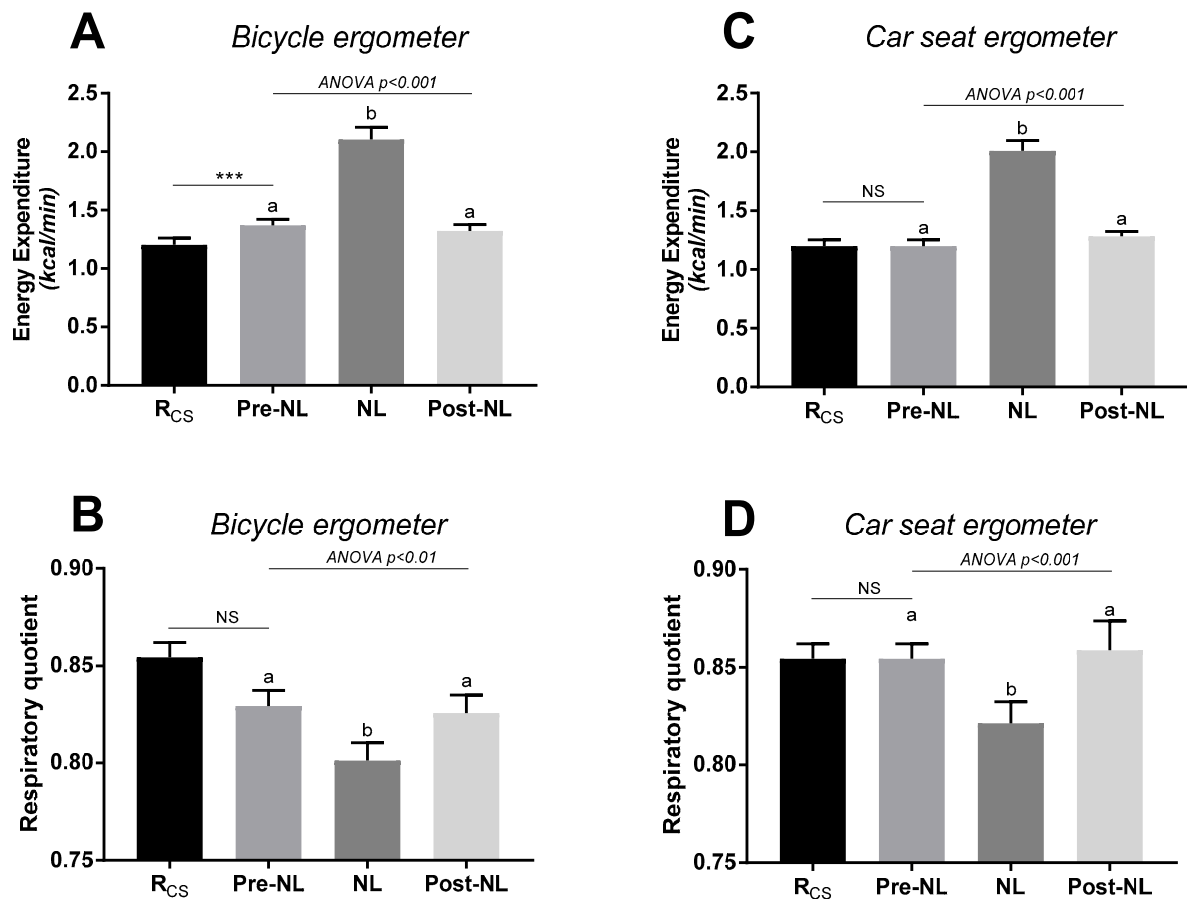 A
Bicycle ergometer
ANOVA p<0.001
Energy Expenditure
(kcal/min)
2.5
2.0
1.5
1.0
0.5
0.0
***
a
b
a
RCS
Pre-NL
NL
Post-NL
C
Car seat ergometer
ANOVA p<0.001
Energy Expenditure
(kcal/min)
2.5
2.0
1.5
1.0
0.5
0.0
NS
a
b
a
RCS
Pre-NL
NL
Post-NL
B
Bicycle ergometer
ANOVA p<0.01
Respiratory quotient
0.90
0.85
0.80
0.75
NS
a
b
a
RCS
Pre-NL
NL
Post-NL
D
Car seat ergometer
ANOVA p<0.001
Respiratory quotient
0.90
0.85
0.80
0.75
NS
a
b
a
RCS
Pre-NL
NL
Post-NL